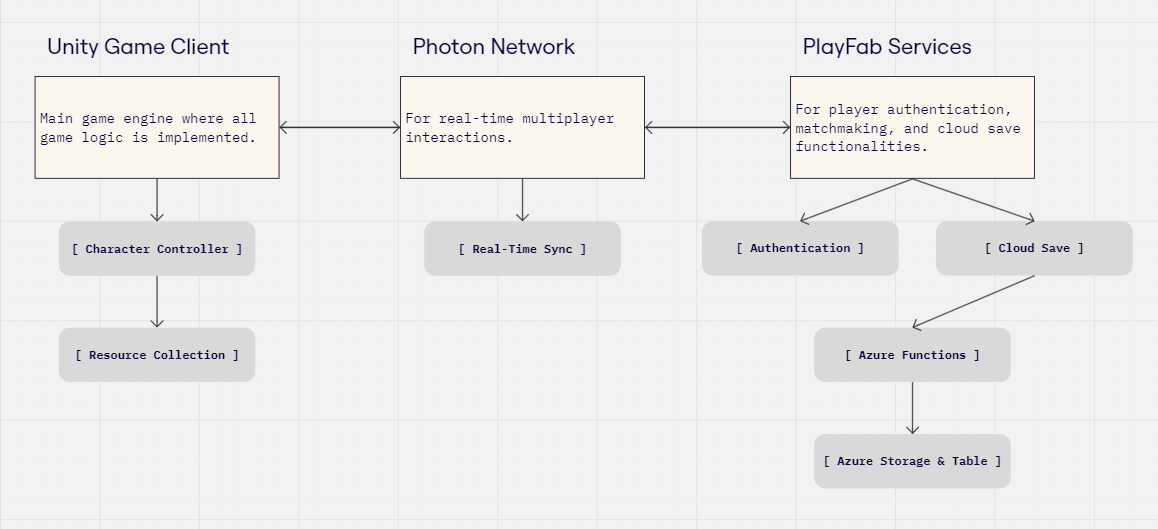 Unity Game Client
Photon Network
PlayFab Services
Main game engine where all
game logic is implemented.
For real-time multiplayer
interactions.
For player authentication,
matchmaking, and cloud save
functionalities.
[ Character Controller ]
[ Real-Time Sync ]
[ Authentication ]
[ Cloud Save ]
[ Resource Collection ]
[ Azure Functions ]
[ Azure Storage & Table ]